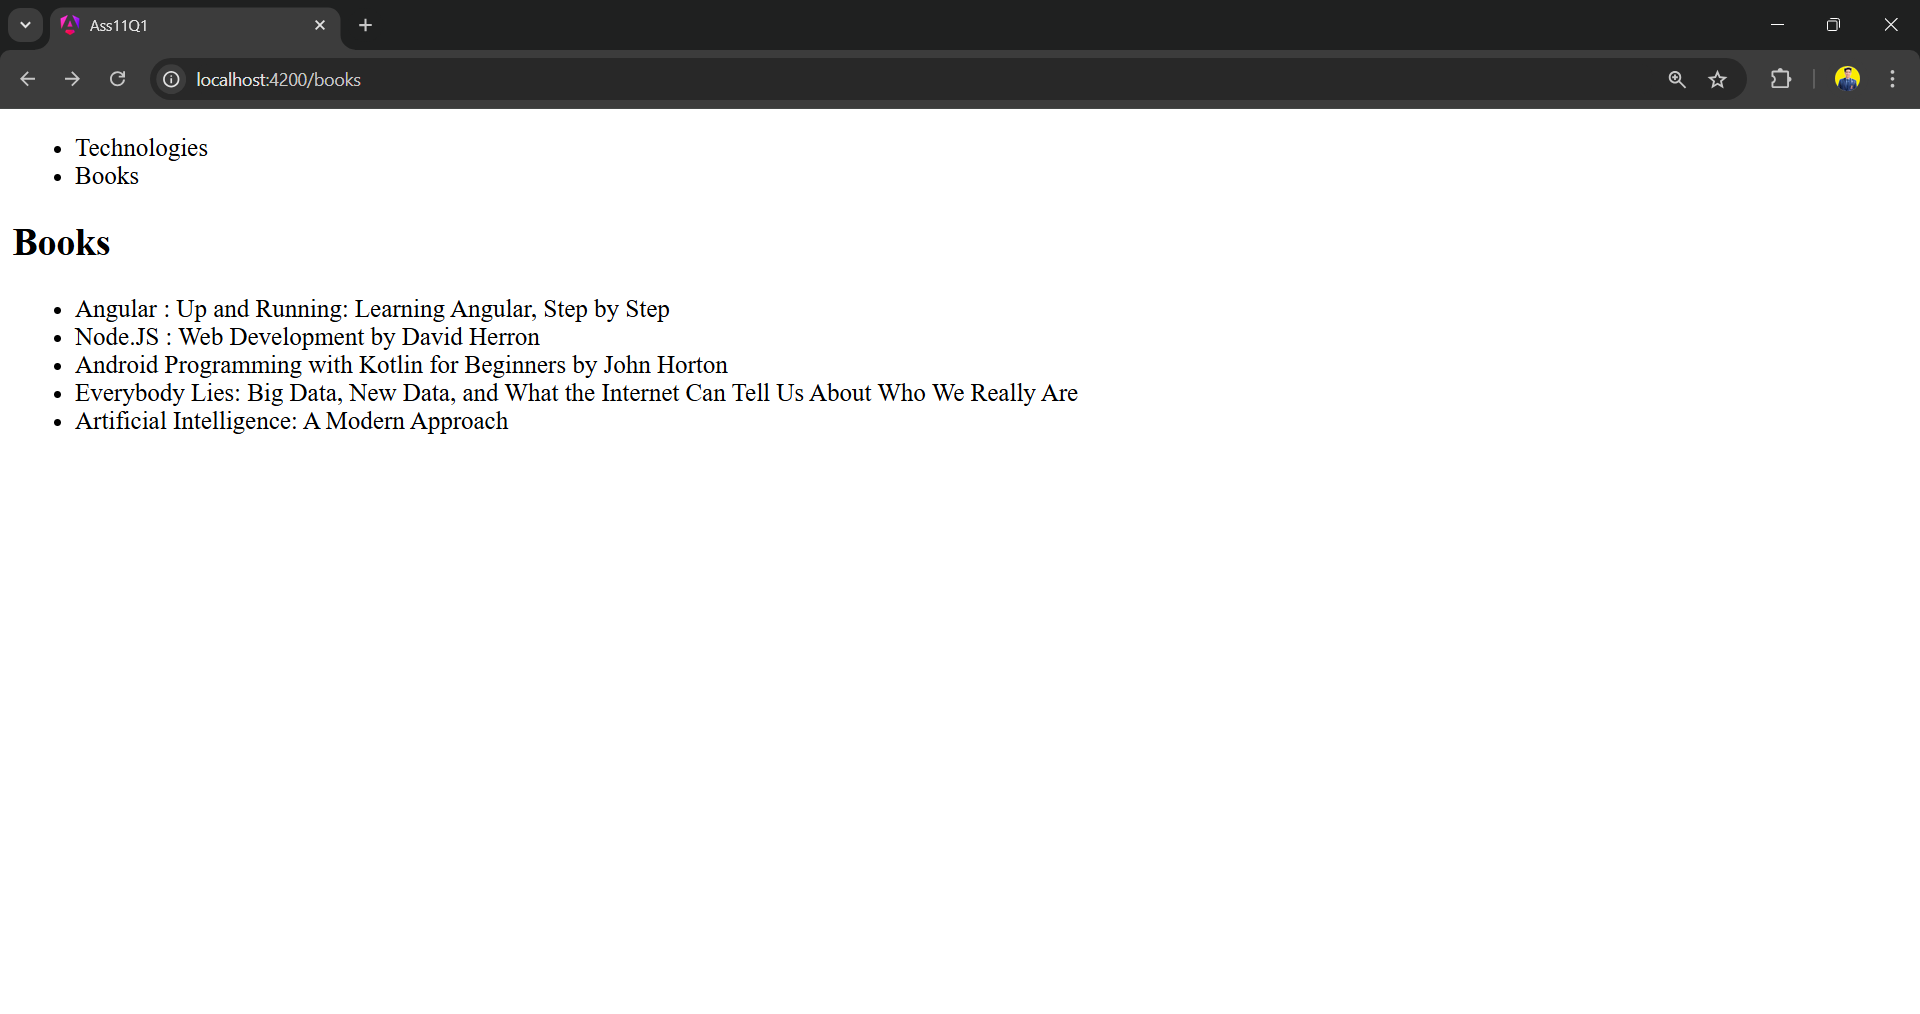 Ass11Q1
localhost:4200/books
Technologies
Books
Books
Angular : Up and Running: Learning Angular, Step by Step
Node.JS : Web Development by David Herron
Android Programming with Kotlin for Beginners by John Horton
Everybody Lies: Big Data, New Data, and What the Internet Can Tell Us About Who We Really Are
Artificial Intelligence: A Modern Approach